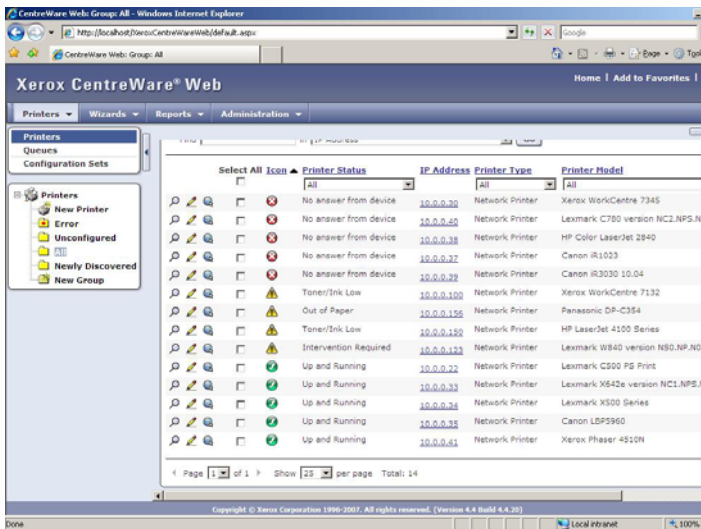 CentreWare Web: Group: All - Windows Internet Explorer
http://localhost/XeroxCentreWareWeb/default.aspx
Google
CentreWare Web: Group: All
Page
Xerox CentreWare® Web
Home | Add to Favorites |
Printers Wizards Reports Administration
Printers
Queues
Configuration Sets
Printers
New Printer
Error
Unconfigured
All
Newly Discovered
New Group
Select All Icon Printer Status IP Address Printer Type Printer Model
All All All
No answer from device 10.0.0.30 Network Printer Xerox WorkCentre 7345
No answer from device 10.0.0.40 Network Printer Lexmark C780 version NC2.NPS.N
No answer from device 10.0.0.38 Network Printer HP Color LaserJet 2840
No answer from device 10.0.0.37 Network Printer Canon iR1023
No answer from device 10.0.0.39 Network Printer Canon iR3030 10.04
Toner/Ink Low 10.0.0.100 Network Printer Xerox WorkCentre 7132
Out of Paper 10.0.0.156 Network Printer Panasonic DP-C354
Toner/Ink Low 10.0.0.150 Network Printer HP LaserJet 4100 Series
Intervention Required 10.0.0.123 Network Printer Lexmark W840 version NS0.NP.N0
Up and Running 10.0.0.22 Network Printer Lexmark C500 PS Print
Up and Running 10.0.0.33 Network Printer Lexmark X642e version NC1.NPS.
Up and Running 10.0.0.34 Network Printer Lexmark X500 Series
Up and Running 10.0.0.35 Network Printer Canon LBP5960
Up and Running 10.0.0.41 Network Printer Xerox Phaser 4510N
Page 1 of 1 Show 25 per page Total: 14
Copyright © Xerox Corporation 1996-2007. All rights reserved. (Version 4.4 Build 4.4.20)
Done Local intranet 100%